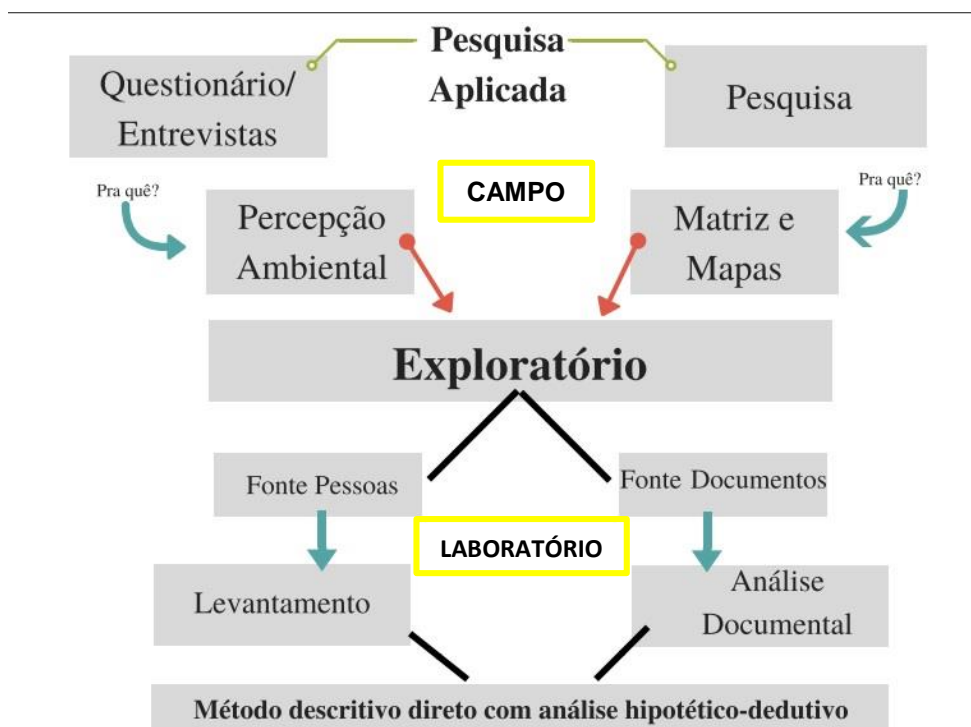 Pesquisa
Aplicada
Questionário/
Entrevistas
Pesquisa
CAMPO
Pra quê?
Pra quê?
Percepção
Ambiental
Matriz e
Mapas
Exploratório
Fonte Pessoas
Fonte Documentos
LABORATÓRIO
Levantamento
Análise
Documental
Método descritivo direto com análise hipotético-dedutivo